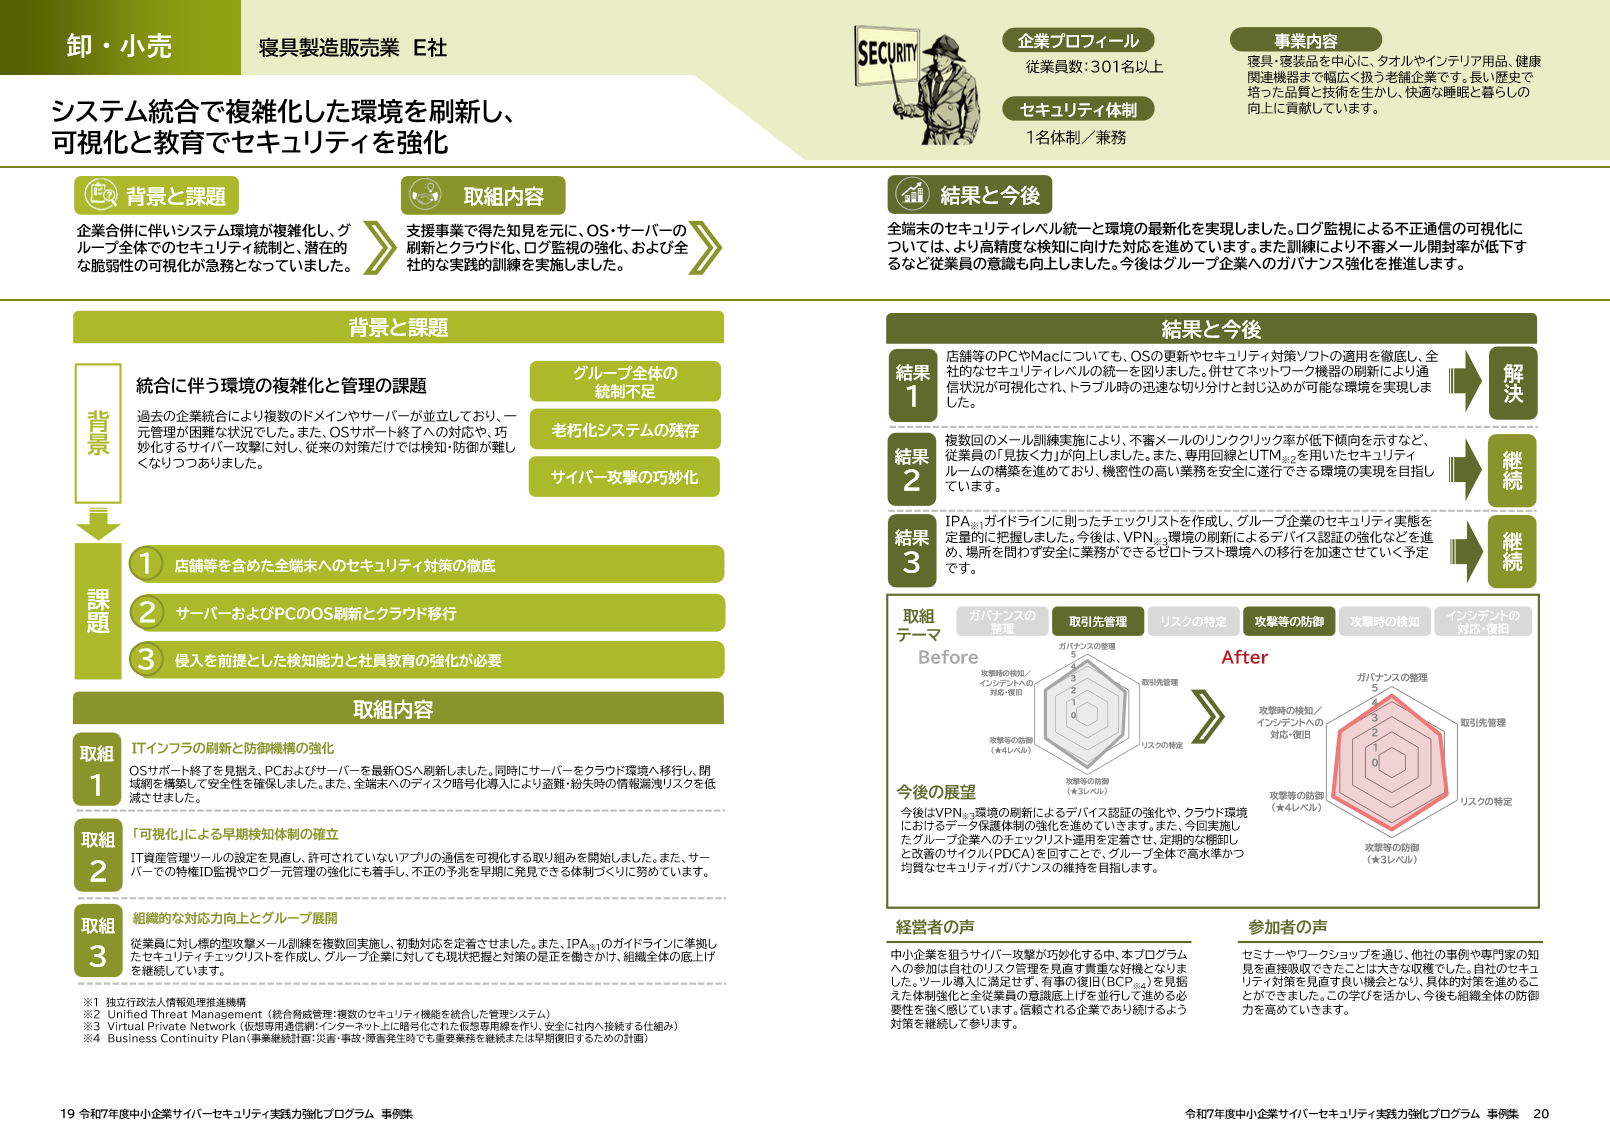 卸・小売
寝具製造販売業 E社
システム統合で複雑化した環境を刷新し、
可視化と教育でセキュリティを強化
SECURITY
企業プロフィール
従業員数：301名以上
セキュリティ体制
1名体制／兼務
事業内容
寝具・寝装品を中心に、タオルやインテリア用品、健康
関連機器まで幅広く扱う老舗企業です。長い歴史で
培った品質と技術を生かし、快適な睡眠と暮らしの
向上に貢献しています。
背景と課題
企業合併に伴いシステム環境が複雑化し、グ
ループ全体でのセキュリティ統制と、潜在的
な脆弱性の可視化が急務となっていました。
取組内容
支援事業で得た知見を元に、OS・サーバーの
刷新とクラウド化、ログ監視の強化、および全
社的な実践的訓練を実施しました。
結果と今後
全端末のセキュリティレベル統一と環境の最新化を実現しました。ログ監視による不正通信の可視化に
ついては、より高精度な検知に向けた対応を進めています。また訓練により不審メール開封率が低下す
るなど従業員の意識も向上しました。今後はグループ企業へのガバナンス強化を推進します。
背景と課題
背景
統合に伴う環境の複雑化と管理の課題
過去の企業統合により複数のドメインやサーバーが並立しており、一
元管理が困難な状況でした。また、OSサポート終了への対応や、巧
妙化するサイバー攻撃に対し、従来の対策だけでは検知・防御が難し
くなりつつありました。
グループ全体の
統制不足
老朽化システムの残存
サイバー攻撃の巧妙化
課題
1 店舗等を含めた全端末へのセキュリティ対策の徹底
2 サーバーおよびPCのOS刷新とクラウド移行
3 侵入を前提とした検知能力と社員教育の強化が必要
取組内容
取組
1
ITインフラの刷新と防御機構の強化
OSサポート終了を見据え、PCおよびサーバーを最新OSへ刷新しました。同時にサーバーをクラウド環境へ移行し、閉
域網を構築して安全性を確保しました。また、全端末へのディスク暗号化導入により盗難・紛失時の情報漏洩リスクを低
減させました。
取組
2
「可視化」による早期検知体制の確立
IT資産管理ツールの設定を見直し、許可されていないアプリの通信を可視化する取り組みを開始しました。また、サー
バーでの特権ID監視やログ一元管理の強化にも着手し、不正の予兆を早期に発見できる体制づくりに努めています。
取組
3
組織的な対応力向上とグループ展開
従業員に対し標的型攻撃メール訓練を複数回実施し、初動対応を定着させました。また、IPA※1のガイドラインに準拠し
たセキュリティチェックリストを作成し、グループ企業に対しても現状把握と対策の是正を働きかけ、組織全体の底上げ
を継続しています。
※1 独立行政法人情報処理推進機構
※2 Unified Threat Management（統合脅威管理：複数のセキュリティ機能を統合した管理システム）
※3 Virtual Private Network（仮想専用通信網：インターネット上に暗号化された仮想専用線を作り、安全に社内へ接続する仕組み）
※4 Business Continuity Plan（事業継続計画：災害・事故・障害発生時でも重要業務を継続または早期復旧するための計画）
19 令和7年度中小企業サイバーセキュリティ実践力強化プログラム 事例集
結果と今後
結果
1
店舗等のPCやMacについても、OSの更新やセキュリティ対策ソフトの適用を徹底し、全
社的なセキュリティレベルの統一を図りました。併せてネットワーク機器の刷新により通
信状況が可視化され、トラブル時の迅速な切り分けと封じ込めが可能な環境を実現しま
した。
解決
結果
2
複数回のメール訓練実施により、不審メールのリンククリック率が低下傾向を示すなど、
従業員の「見抜く力」が向上しました。また、専用回線とUTM※2を用いたセキュリティ
ルームの構築を進めており、機密性の高い業務を安全に遂行できる環境の実現を目指し
ています。
継続
結果
3
IPA※1ガイドラインに則ったチェックリストを作成し、グループ企業のセキュリティ実態を
定量的に把握しました。今後は、VPN※3環境の刷新によるデバイス認証の強化などを進
め、場所を問わず安全に業務ができるゼロトラスト環境への移行を加速させていく予定
です。
継続
取組
テーマ
ガバナンスの
整理
取引先管理
リスクの特定
攻撃等の防御
攻撃時の検知
インシデントの
対応・復旧
Before
ガバナンスの整理
5
4
3
2
1
0
取引先管理
リスクの特定
攻撃等の防御
（★3レベル）
攻撃等の防御
（★4レベル）
攻撃時の検知／
インシデントへの
対応・復旧
After
ガバナンスの整理
5
4
3
2
1
0
取引先管理
リスクの特定
攻撃等の防御
（★3レベル）
攻撃等の防御
（★4レベル）
攻撃時の検知／
インシデントへの
対応・復旧
今後の展望
今後はVPN※3環境の刷新によるデバイス認証の強化や、クラウド環境
におけるデータ保護体制の強化を進めていきます。また、今回実施し
たグループ企業へのチェックリスト運用を定着させ、定期的な棚卸し
と改善のサイクル（PDCA）を回すことで、グループ全体で高水準かつ
均質なセキュリティガバナンスの維持を目指します。
経営者の声
中小企業を狙うサイバー攻撃が巧妙化する中、本プログラム
への参加は自社のリスク管理を見直す貴重な好機となりま
した。ツール導入に満足せず、有事の復旧（BCP※4）を見据
えた体制強化と全従業員の意識底上げを並行して進める必
要性を強く感じています。信頼される企業であり続けるよう
対策を継続して参ります。
参加者の声
セミナーやワークショップを通じ、他社の事例や専門家の知
見を直接吸収できたことは大きな収穫でした。自社のセキュ
リティ対策を見直す良い機会となり、具体的対策を進めるこ
とができました。この学びを活かし、今後も組織全体の防御
力を高めていきます。
令和7年度中小企業サイバーセキュリティ実践力強化プログラム 事例集 20